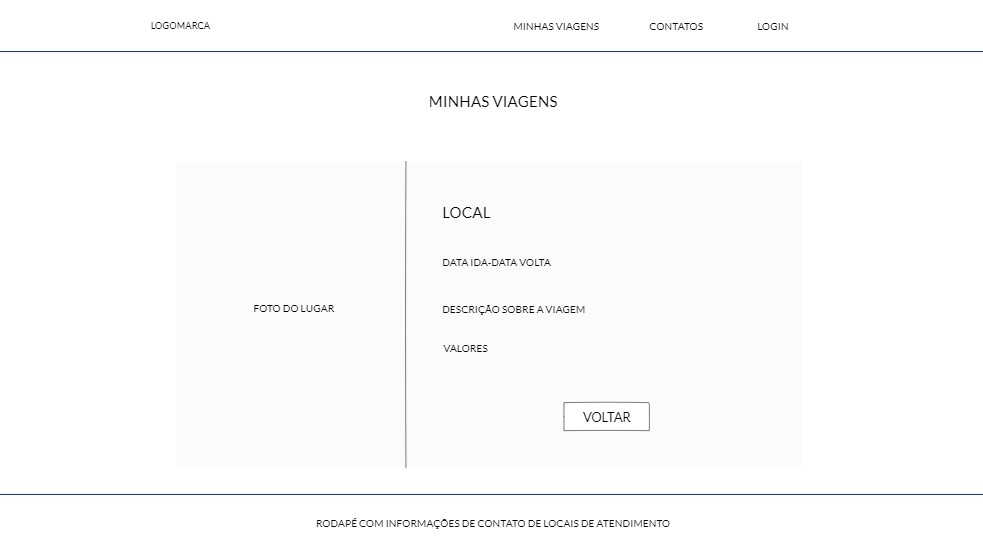 LOGOMARCA
MINHAS VIAGENS
CONTATOS
LOGIN
MINHAS VIAGENS
FOTO DO LUGAR
LOCAL
DATA IDA-DATA VOLTA
DESCRIÇÃO SOBRE A VIAGEM
VALORES
VOLTAR
RODAPÉ COM INFORMAÇÕES DE CONTATO DE LOCAIS DE ATENDIMENTO